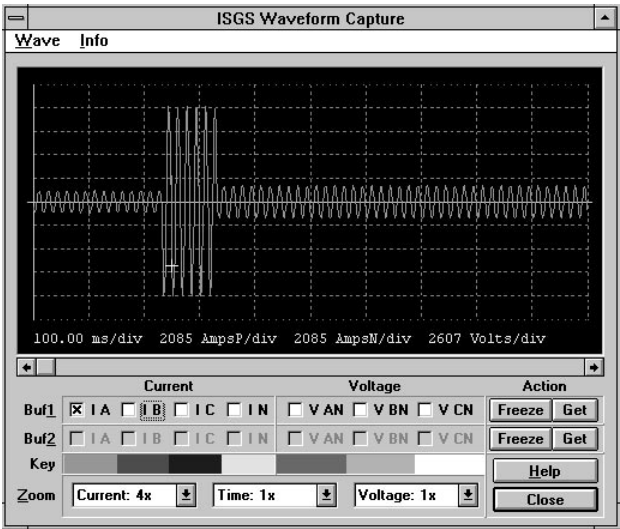 ISGS Waveform Capture
Wave Info
100.00 ms/div 2085 AmpsP/div 2085 AmpsN/div 2607 Volts/div
Current Voltage Action
Buf1 I A I B I C I N V AN V BN V CN Freeze Get
Buf2 I A I B I C I N V AN V BN V CN Freeze Get
Key Help
Zoom Current: 4x Time: 1x Voltage: 1x Close